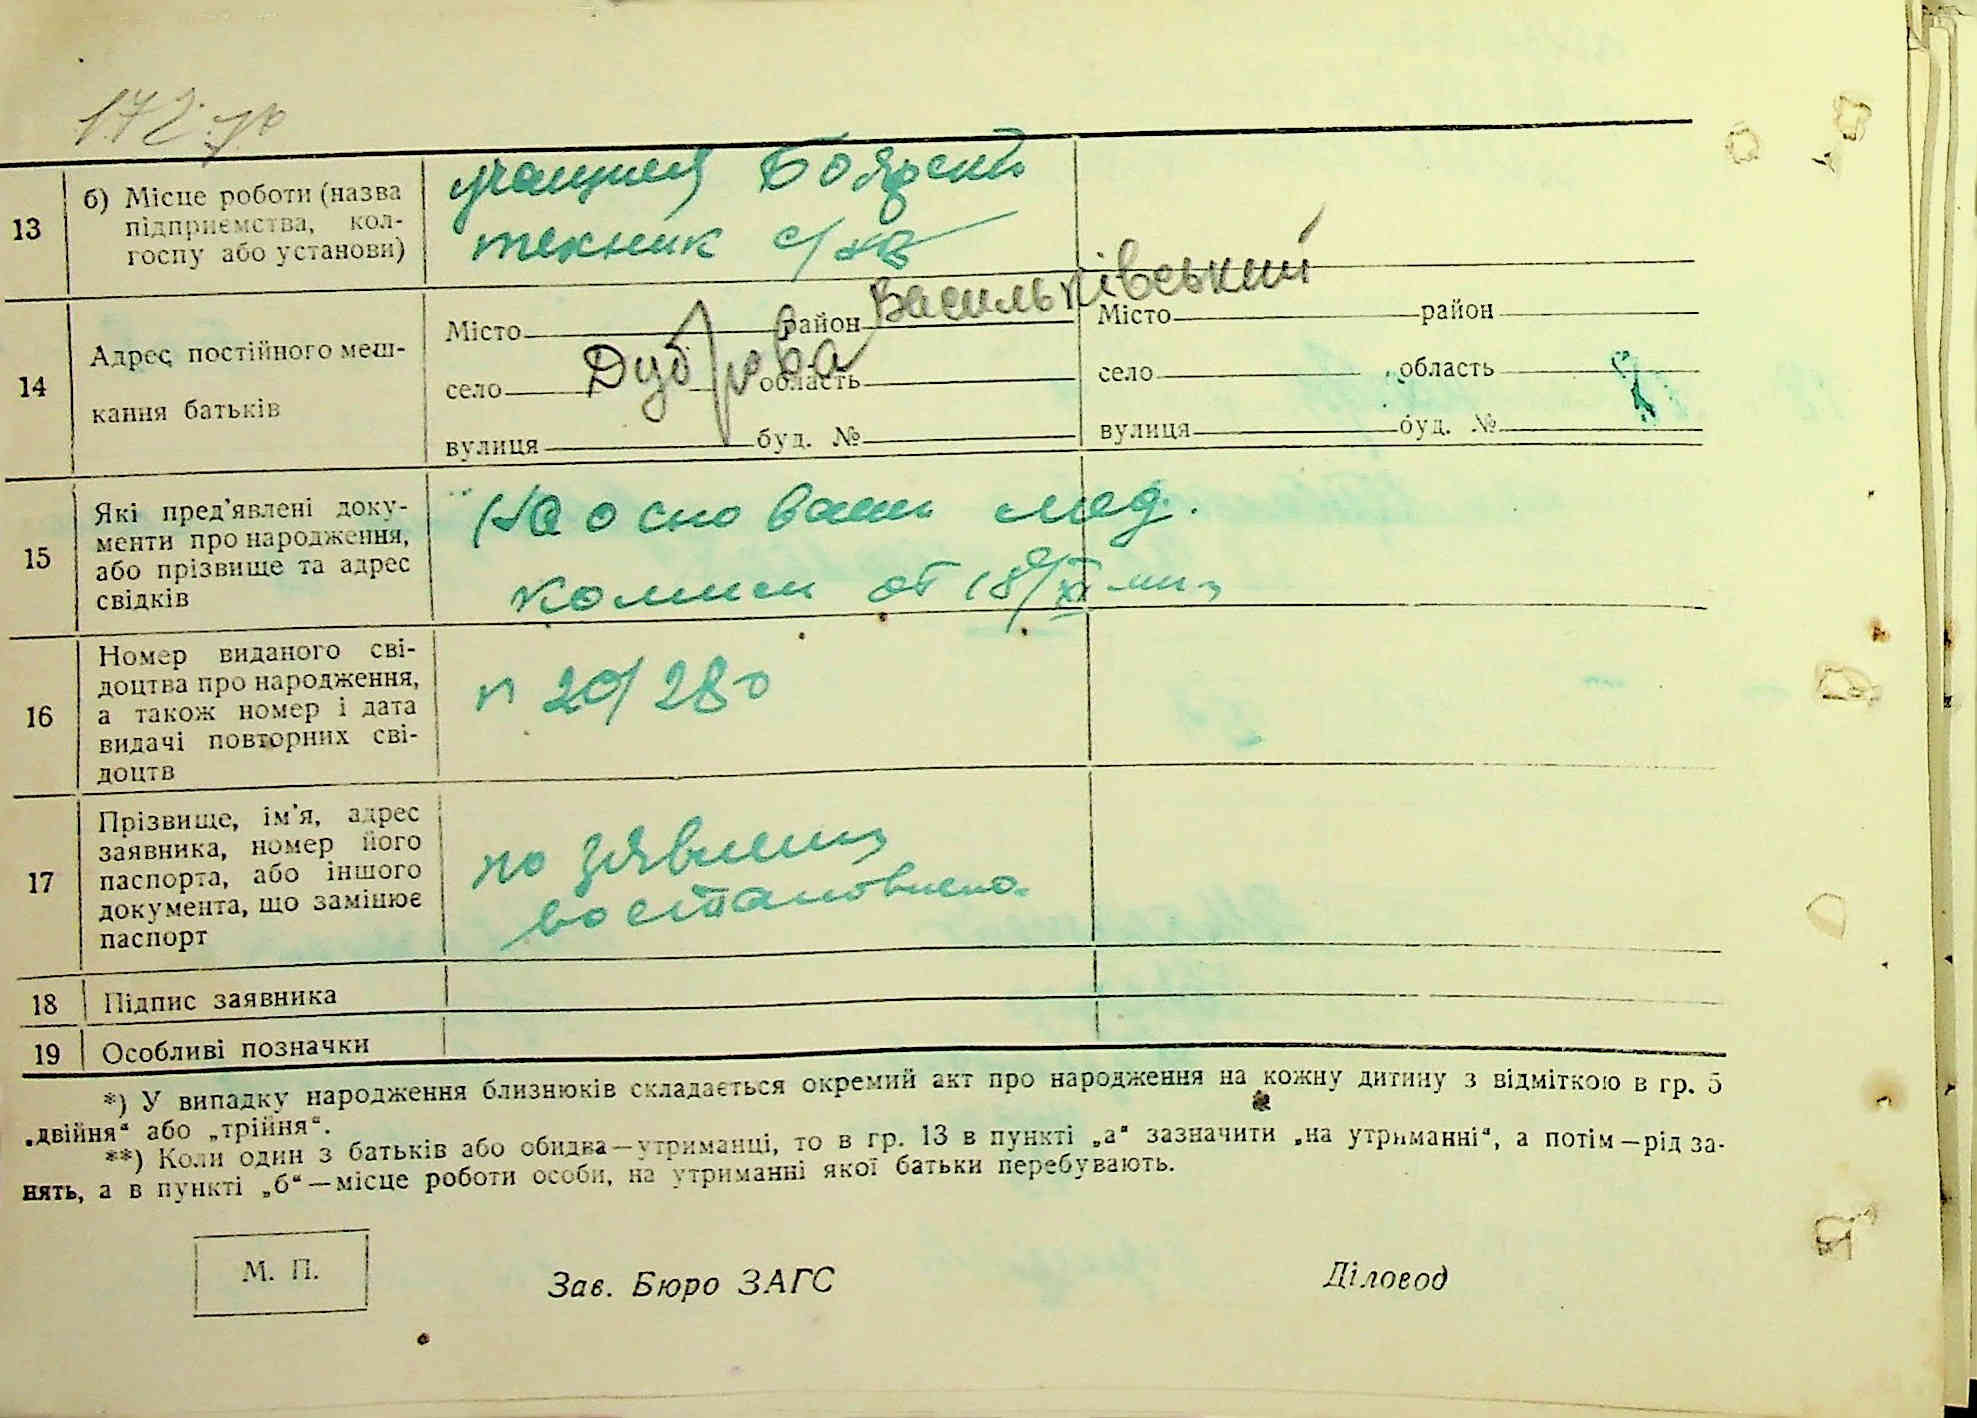 172
13
б) Місце роботи (назва
підприємства, кол-
госпу або установи)
учащийся Боярский
техник с/хоз
14
Адрес постійного меш-
кання батьків
Місто район Васильківський
село Дуброва область
вулиця буд. №
Місто район
село область
вулиця буд. №
15
Які пред'явлені доку-
менти про народження,
або прізвище та адрес
свідків
На основани мед.
комиси от 18/XI
16
Номер виданого сві-
доцтва про народження,
а також номер і дата
видачі повторних сві-
доцтв
п 20/280
17
Прізвище, ім'я, адрес
заявника, номер його
паспорта, або іншого
документа, що замінює
паспорт
по заявлению
востановлено.
18 Підпис заявника
19 Особливі позначки
*) У випадку народження близнюків складається окремий акт про народження на кожну дитину з відміткою в гр. 5
„двійня“ або „трійня“.
**) Коли один з батьків або обидва—утриманці, то в гр. 13 в пункті „а“ зазначити „на утриманні“, а потім—рід за-
нять, а в пункті „б“—місце роботи особи, на утриманні якої батьки перебувають.
М. П.
Зав. Бюро ЗАГС
Діловод